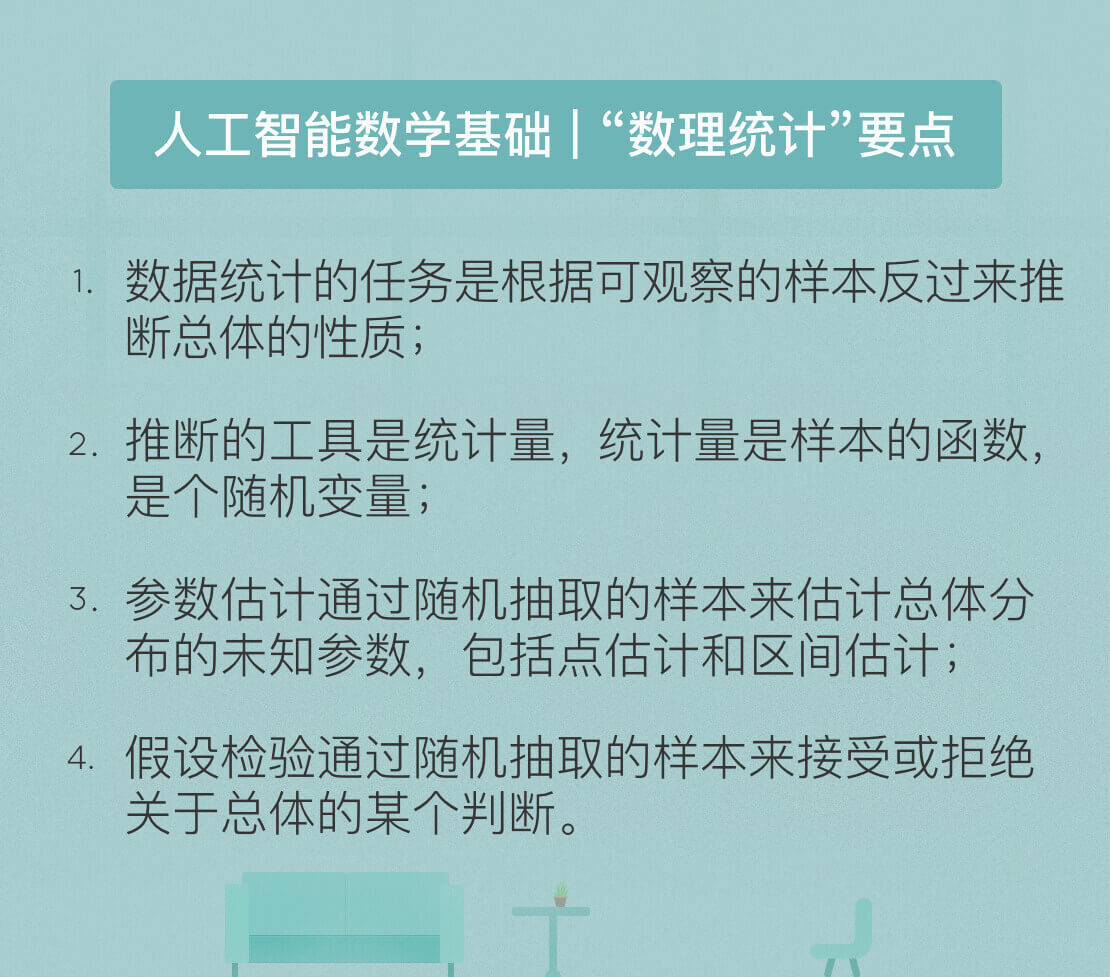 人工智能数学基础｜“数理统计”要点
1. 数据统计的任务是根据可观察的样本反过来推
断总体的性质；
2. 推断的工具是统计量，统计量是样本的函数，
是个随机变量；
3. 参数估计通过随机抽取的样本来估计总体分
布的未知参数，包括点估计和区间估计；
4. 假设检验通过随机抽取的样本来接受或拒绝
关于总体的某个判断。